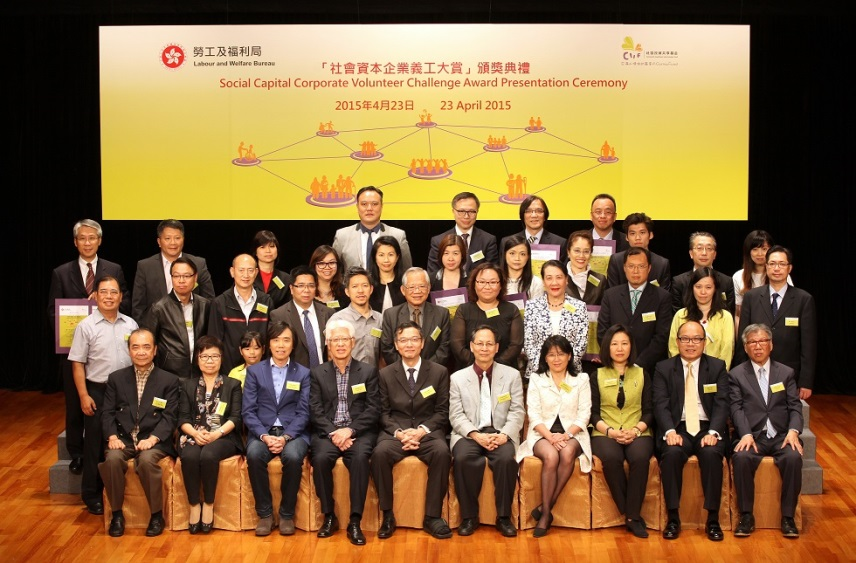 勞工及福利局
Labour and Welfare Bureau
CIIF
「社會資本企業義工大賞」頒獎典禮
Social Capital Corporate Volunteer Challenge Award Presentation Ceremony
2015年4月23日 23 April 2015